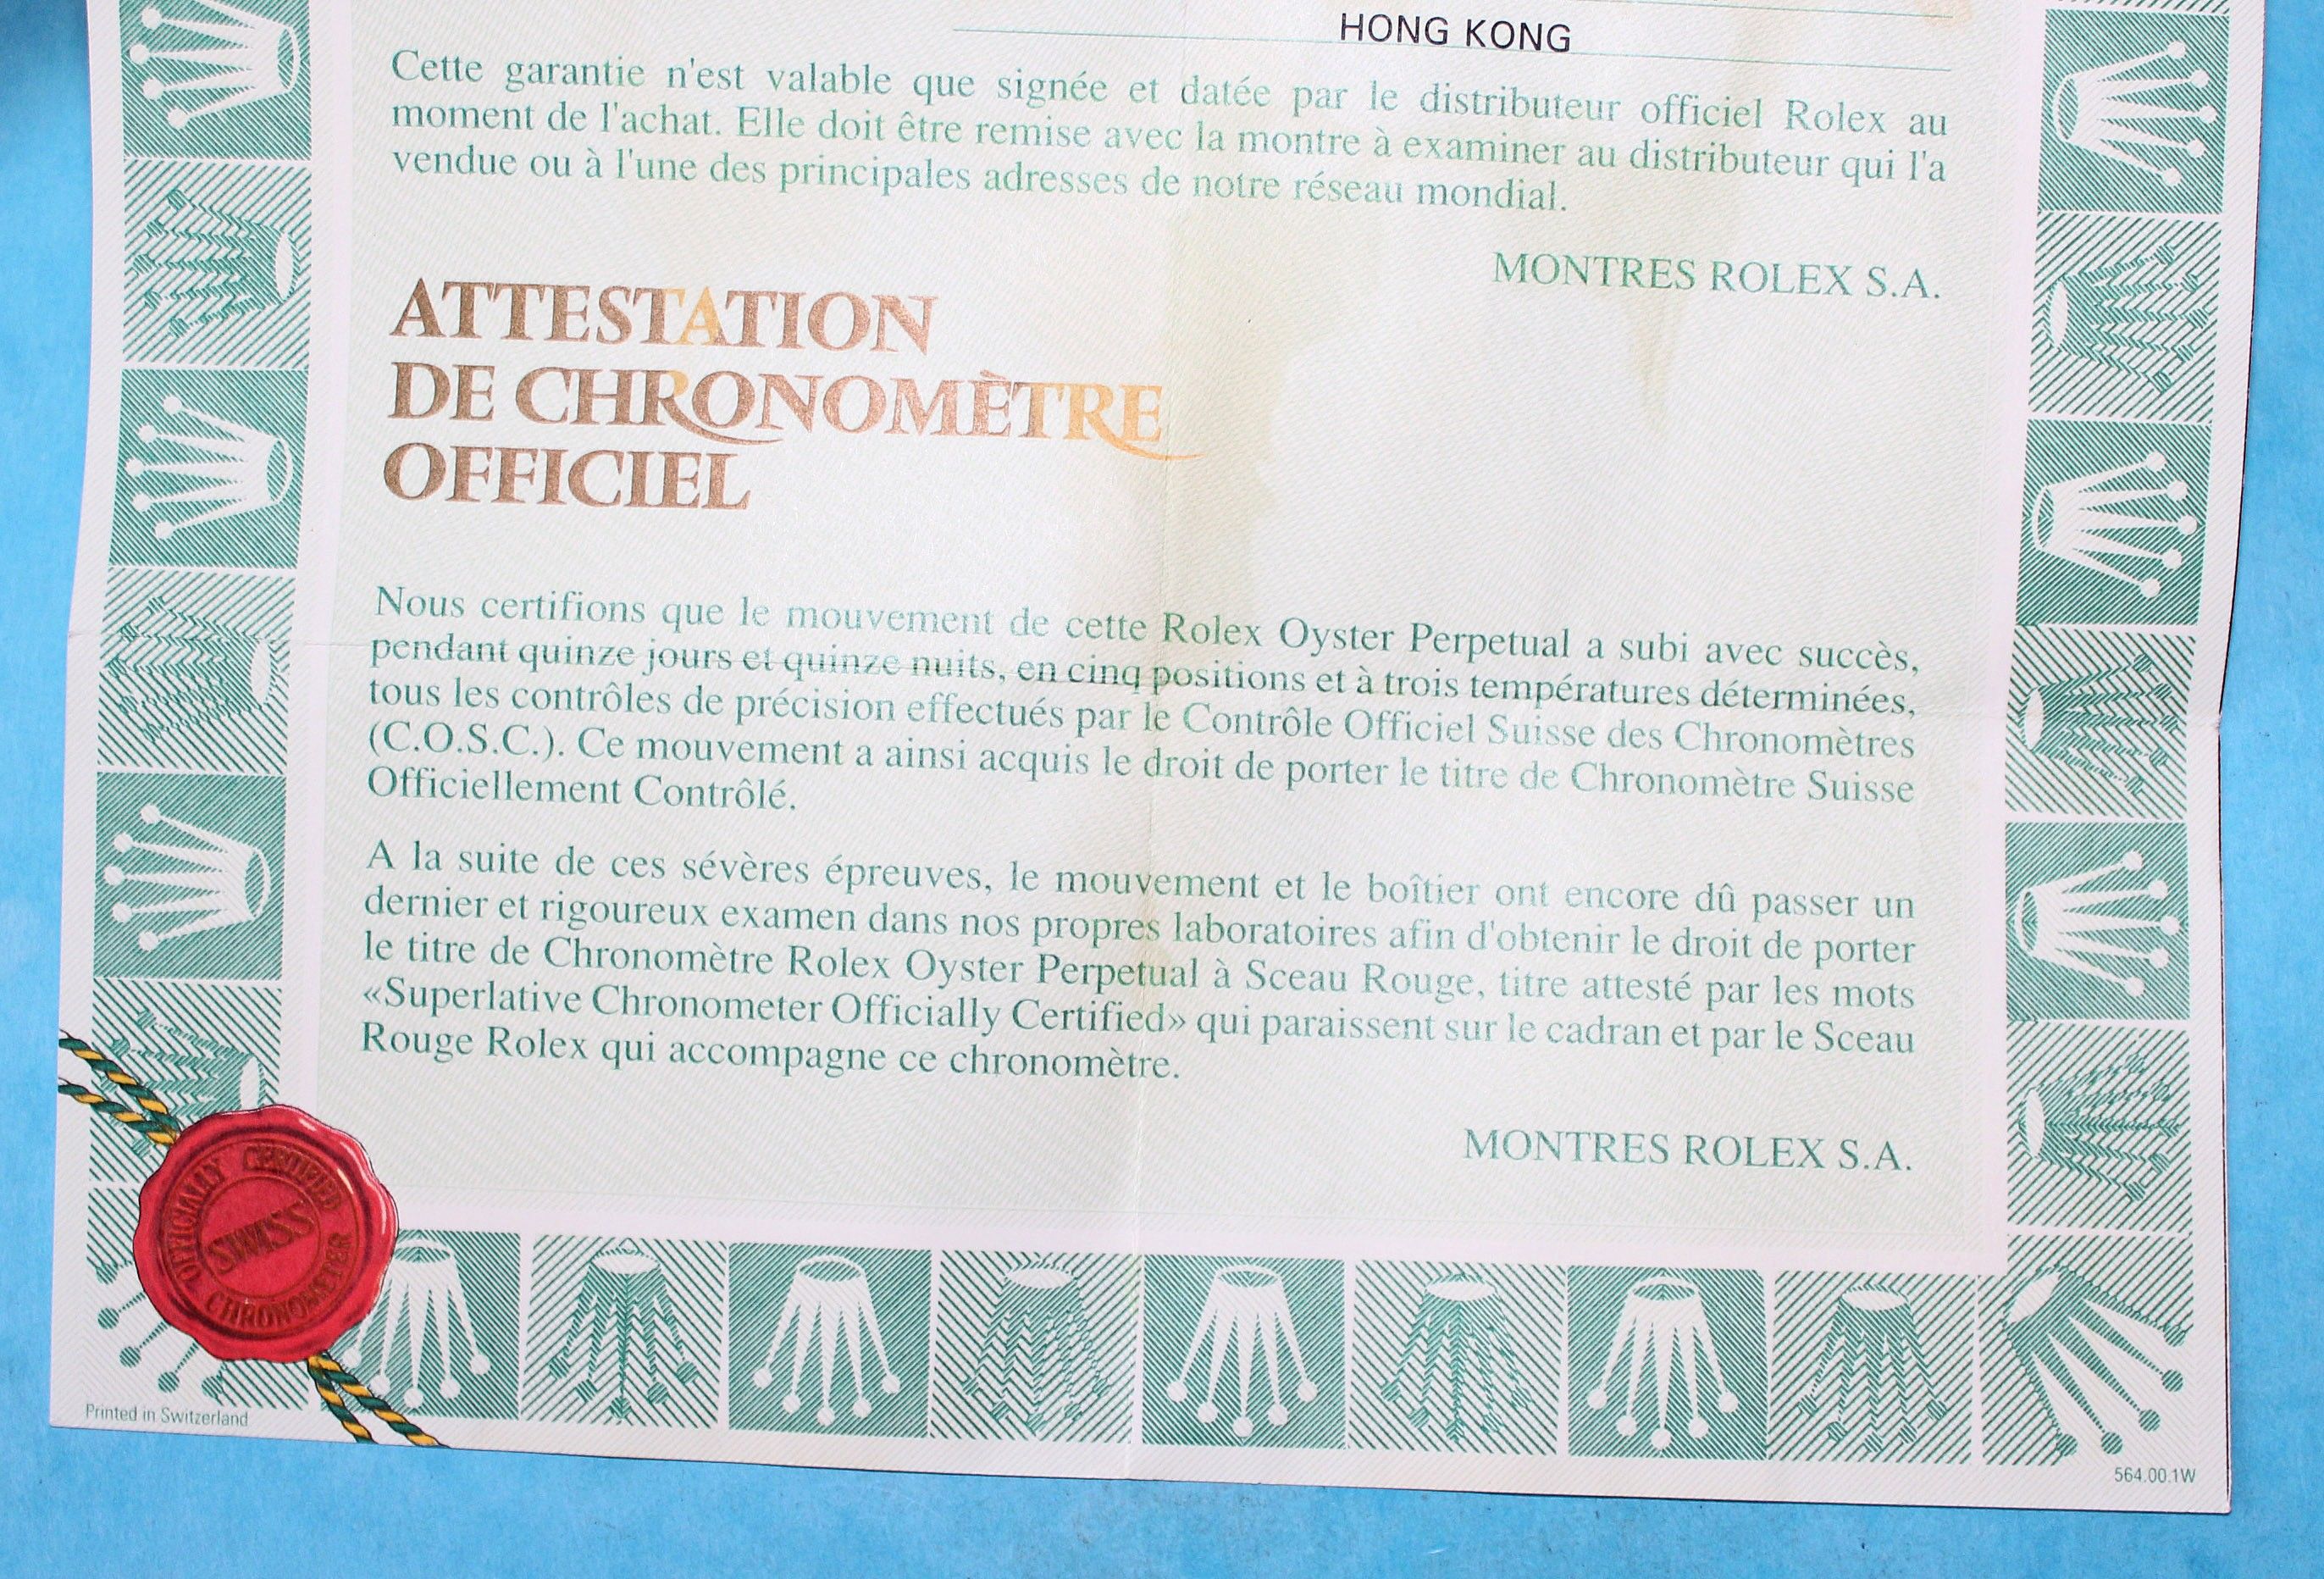 HONG KONG
Cette garantie n'est valable que signée et datée par le distributeur officiel Rolex au
moment de l'achat. Elle doit être remise avec la montre à examiner au distributeur qui l'a
vendue ou à l'une des principales adresses de notre réseau mondial.
MONTRES ROLEX S.A.
ATTESTATION
DE CHRONOMÈTRE
OFFICIEL
Nous certifions que le mouvement de cette Rolex Oyster Perpetual a subi avec succès,
pendant quinze jours et quinze nuits, en cinq positions et à trois températures déterminées,
tous les contrôles de précision effectués par le Contrôle Officiel Suisse des Chronomètres
(C.O.S.C.). Ce mouvement a ainsi acquis le droit de porter le titre de Chronomètre Suisse
Officiellement Contrôlé.
A la suite de ces sévères épreuves, le mouvement et le boîtier ont encore dû passer un
dernier et rigoureux examen dans nos propres laboratoires afin d'obtenir le droit de porter
le titre de Chronomètre Rolex Oyster Perpetual à Sceau Rouge, titre attesté par les mots
«Superlative Chronometer Officially Certified» qui paraissent sur le cadran et par le Sceau
Rouge Rolex qui accompagne ce chronomètre.
MONTRES ROLEX S.A.
OFFICIALLY CERTIFIED
SWISS
CHRONOMETER
Printed in Switzerland
564.00.1W